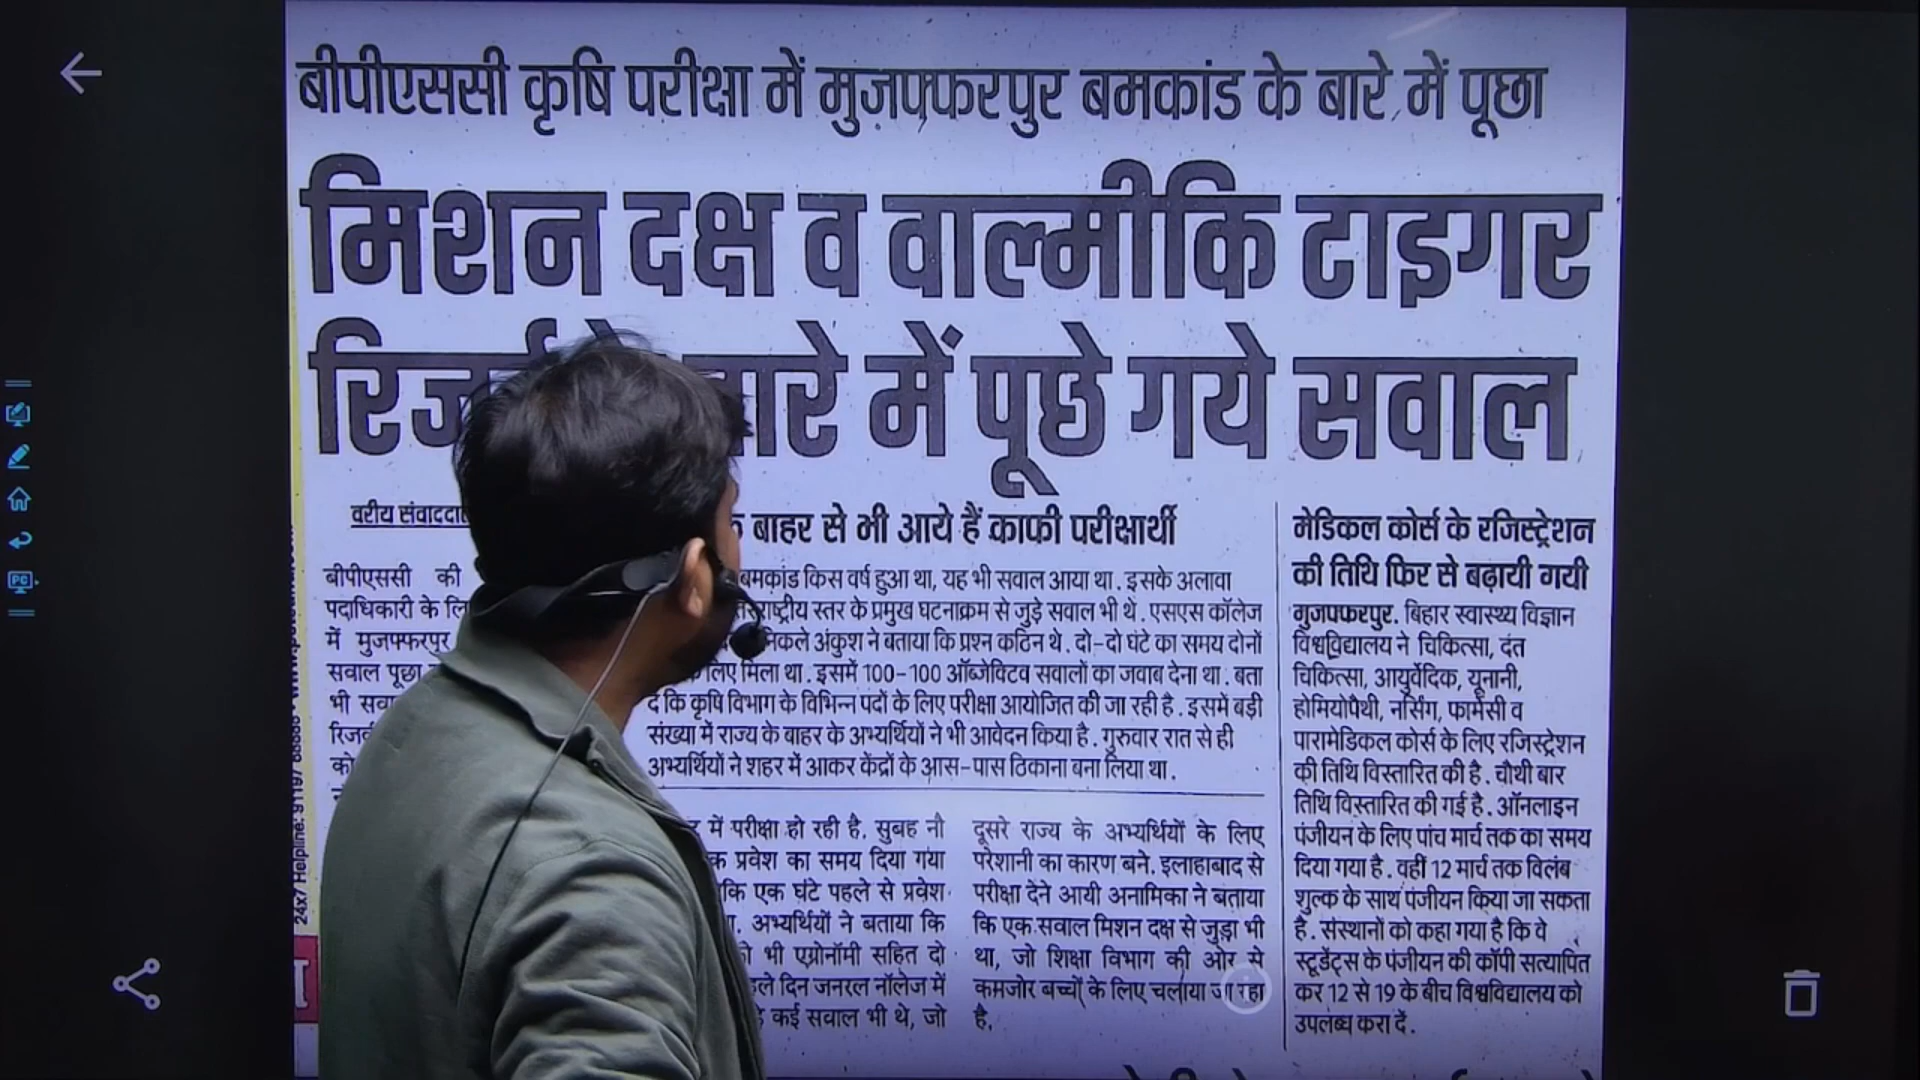 बीपीएससी कृषि परीक्षा में मुजफ्फरपुर बमकांड के बारे में पूछा
मिशन दक्ष व वाल्मीकि टाइगर
में पूछे गये सवाल
वरीय
बाहर से भी आये हैं काफी परीक्षार्थी
बीपीएससी की
पदाधिकारी के
में मुजफ्फरपुर
सवाल पूछा
भी
बमकांड किस वर्ष हुआ था, यह भी सवाल आया था. इसके अलावा
स्तर के प्रमुख घटनाक्रम से जुड़े सवाल भी थे. एसएस कॉलेज
निकले अंकुश ने बताया कि प्रश्न कठिन थे. दो-दो घंटे का समय दोनों
लिए मिला था. इसमें 100-100 ऑब्जेक्टिव सवालों का जवाब देना था. बता
दें कि कृषि विभाग के विभिन्न पदों के लिए परीक्षा आयोजित की जा रही है. इसमें बड़ी
संख्या में राज्य के बाहर के अभ्यर्थियों ने भी आवेदन किया है. गुरुवार रात से ही
अभ्यर्थियों ने शहर में आकर केंद्रों के आस-पास ठिकाना बना लिया था.
में परीक्षा हो रही है. सुबह नौ
प्रवेश का समय दिया गया
कि एक घंटे पहले से प्रवेश
अभ्यर्थियों ने बताया कि
भी एग्रोनॉमी सहित दो
दिन जनरल नॉलेज में
कई सवाल भी थे, जो
दूसरे राज्य के अभ्यर्थियों के लिए
परेशानी का कारण बने. इलाहाबाद से
परीक्षा देने आयी अनामिका ने बताया
कि एक सवाल मिशन दक्ष से जुड़ा भी
था, जो शिक्षा विभाग की ओर से
कमजोर बच्चों के लिए चलाया जा रहा
है.
मेडिकल कोर्स के रजिस्ट्रेशन
की तिथि फिर से बढ़ायी गयी
मुजफ्फरपुर. बिहार स्वास्थ्य विज्ञान
विश्वविद्यालय ने चिकित्सा, दंत
चिकित्सा, आयुर्वेदिक, यूनानी,
होमियोपैथी, नर्सिंग, फार्मेसी व
पारामेडिकल कोर्स के लिए रजिस्ट्रेशन
की तिथि विस्तारित की है. चौथी बार
तिथि विस्तारित की गई है. ऑनलाइन
पंजीयन के लिए पांच मार्च तक का समय
दिया गया है. वहीं 12 मार्च तक विलंब
शुल्क के साथ पंजीयन किया जा सकता
है. संस्थानों को कहा गया है कि वे
स्टूडेंट्स के पंजीयन की कॉपी सत्यापित
कर 12 से 19 के बीच विश्वविद्यालय को
उपलब्ध करा दें.
24x7 Helpline:
PC